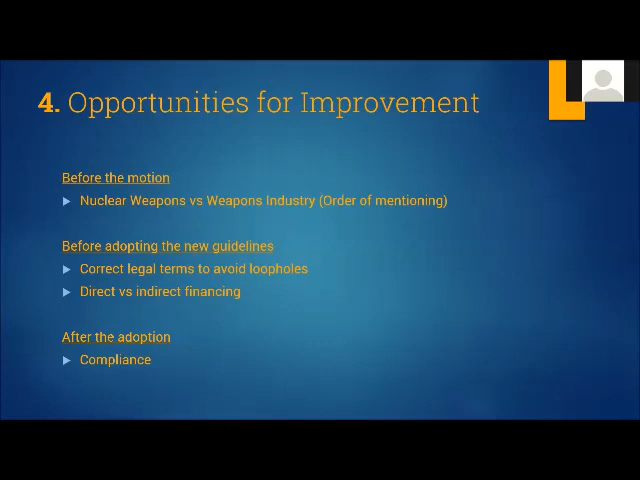 4. Opportunities for Improvement
Before the motion
Nuclear Weapons vs Weapons Industry (Order of mentioning)
Before adopting the new guidelines
Correct legal terms to avoid loopholes
Direct vs indirect financing
After the adoption
Compliance